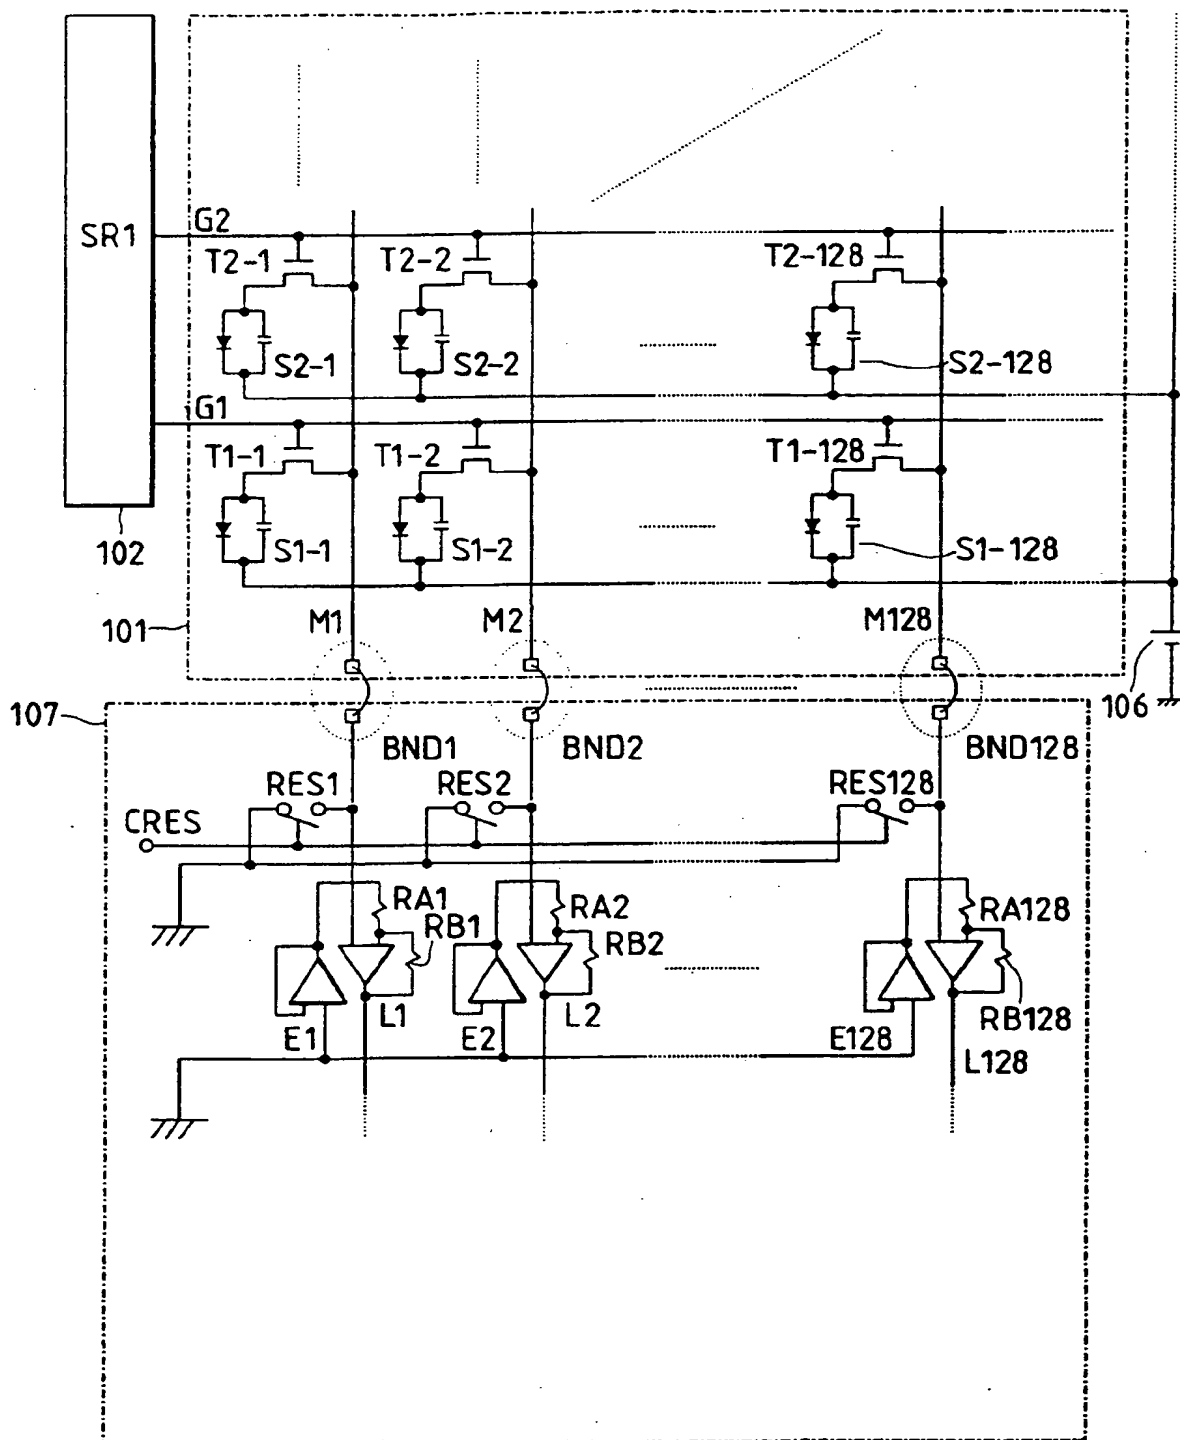 SR1
G2
T2-1 T2-2 T2-128
S2-1 S2-2 S2-128
G1
T1-1 T1-2 T1-128
S1-1 S1-2 S1-128
102
101 M1 M2 M128
107 106
BND1 BND2 BND128
RES1 RES2 RES128
CRES
RA1 RA2 RA128
RB1 RB2
E1 L1 E2 L2 E128 RB128
L128